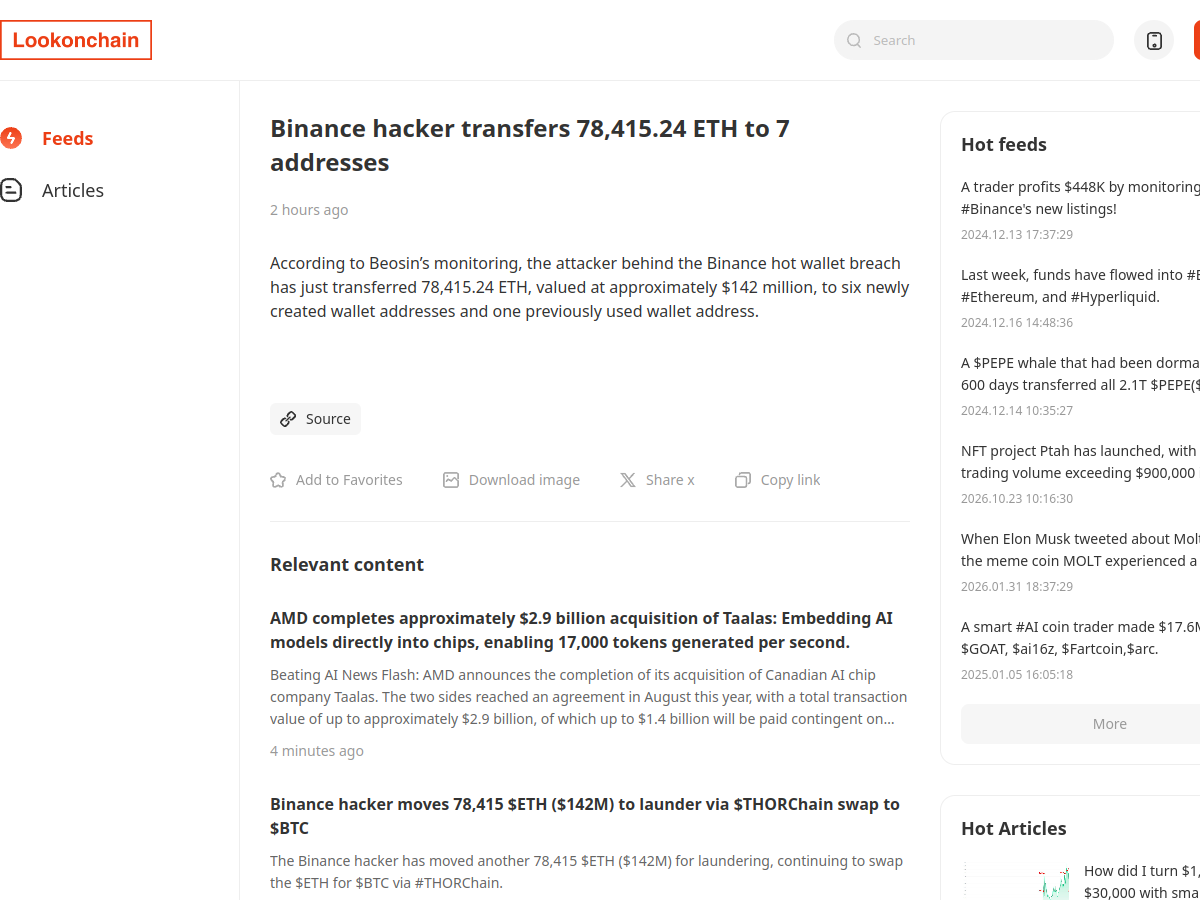 Lookonchain
Search
Feeds
Articles
Binance hacker transfers 78,415.24 ETH to 7
addresses
2 hours ago
According to Beosin’s monitoring, the attacker behind the Binance hot wallet breach
has just transferred 78,415.24 ETH, valued at approximately $142 million, to six newly
created wallet addresses and one previously used wallet address.
Source
Add to Favorites
Download image
Share x
Copy link
Relevant content
AMD completes approximately $2.9 billion acquisition of Taalas: Embedding AI
models directly into chips, enabling 17,000 tokens generated per second.
Beating AI News Flash: AMD announces the completion of its acquisition of Canadian AI chip
company Taalas. The two sides reached an agreement in August this year, with a total transaction
value of up to approximately $2.9 billion, of which up to $1.4 billion will be paid contingent on...
4 minutes ago
Binance hacker moves 78,415 $ETH ($142M) to launder via $THORChain swap to
$BTC
The Binance hacker has moved another 78,415 $ETH ($142M) for laundering, continuing to swap
the $ETH for $BTC via #THORChain.
Hot feeds
A trader profits $448K by monitoring
#Binance's new listings!
2024.12.13 17:37:29
Last week, funds have flowed into
#Ethereum, and #Hyperliquid.
2024.12.16 14:48:36
A $PEPE whale that had been
600 days transferred all 2.1T
2024.12.14 10:35:27
NFT project Ptah has launched, with
trading volume exceeding $900,000
2026.10.23 10:16:30
When Elon Musk tweeted about
the meme coin MOLT experienced a
2026.01.31 18:37:29
A smart #AI coin trader made
$GOAT, $ai16z, $Fartcoin,$arc.
2025.01.05 16:05:18
More
Hot Articles
How did I turn
$30,000 with